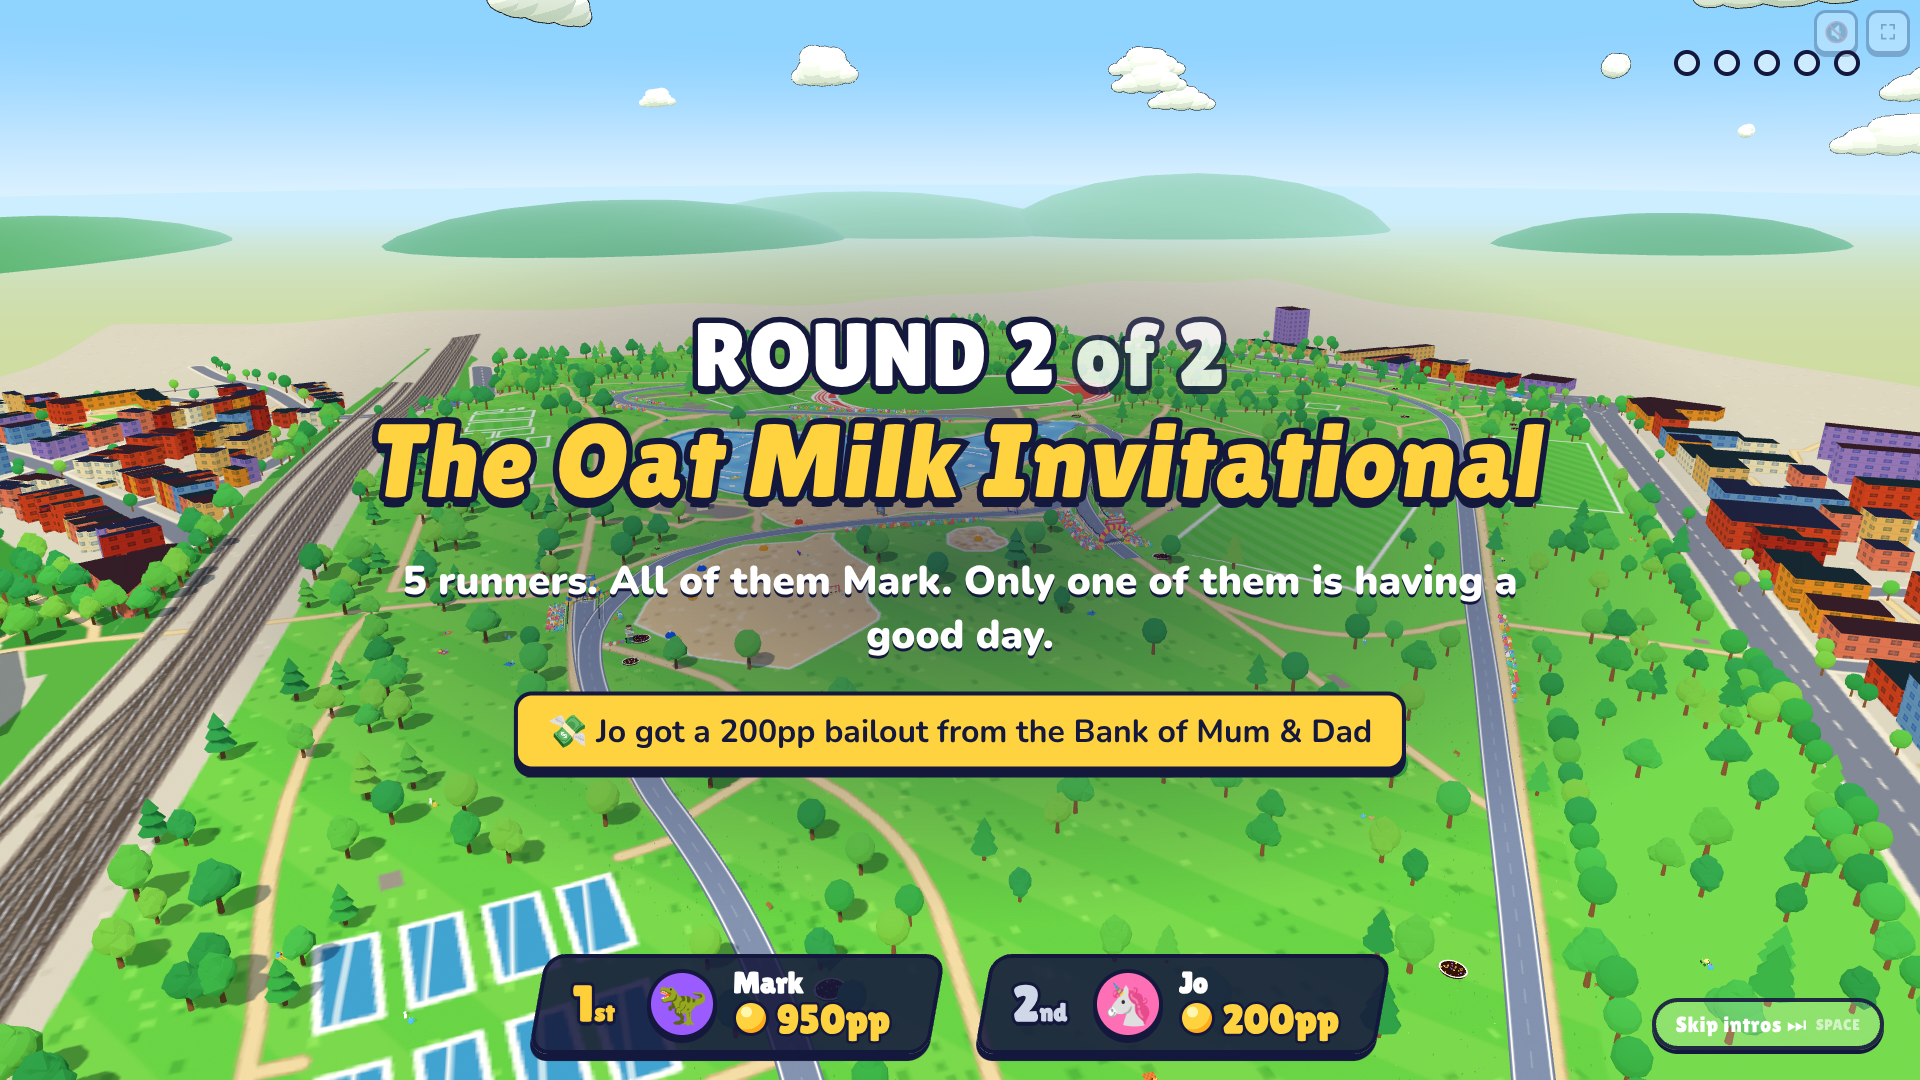 ROUND 2 of 2
The Oat Milk Invitational
5 runners. All of them Mark. Only one of them is having a
good day.
💸 Jo got a 200pp bailout from the Bank of Mum & Dad
1st
Mark
950pp
2nd
Jo
200pp
Skip intros ⏭ SPACE